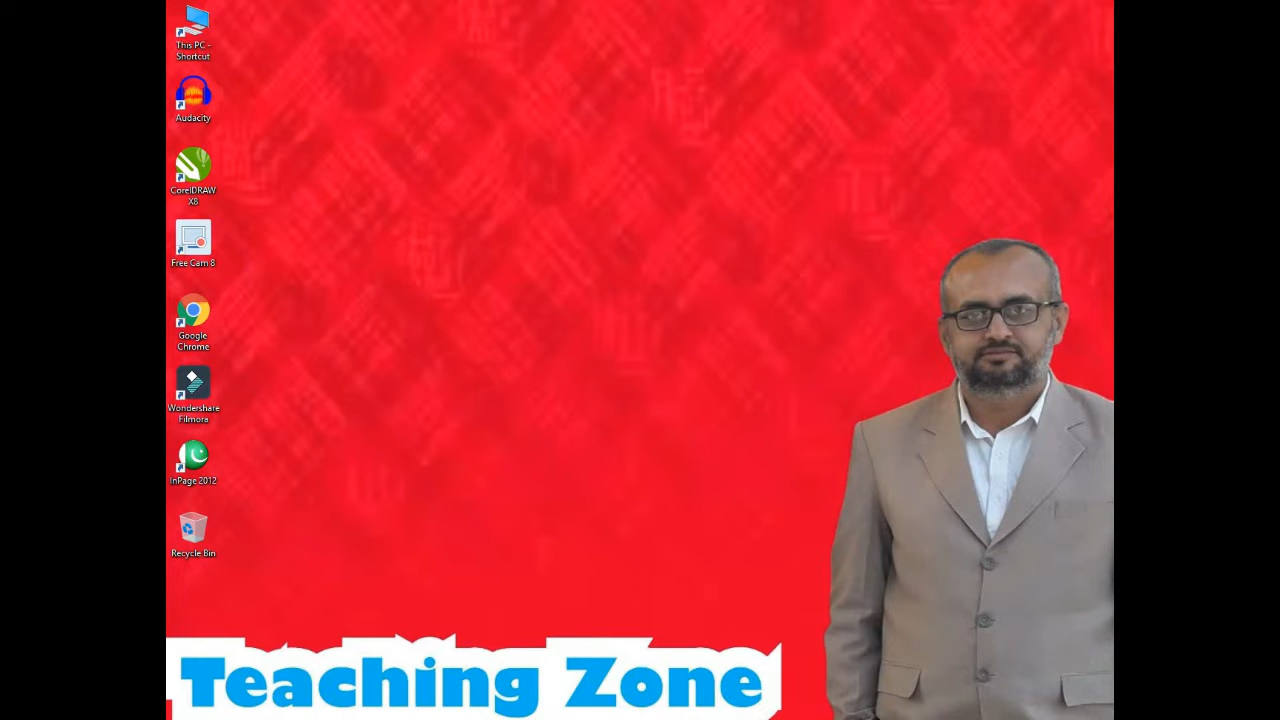 This PC -
Shortcut
Audacity
CorelDRAW
X8
Free Cam 8
Google
Chrome
Wondershare
Filmora
InPage 2012
Recycle Bin
Teaching Zone